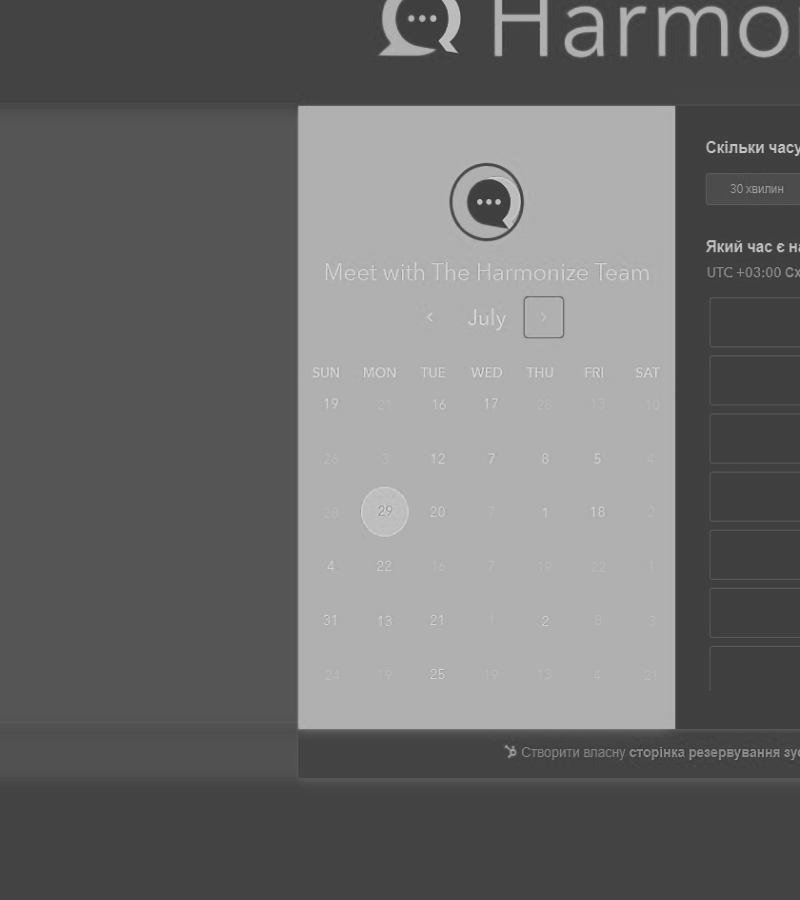 Harmo
Скільки часу
30 хвилин
Який час є на
UTC +03:00 Сх
Meet with The Harmonize Team
July
SUN MON TUE WED THU FRI SAT
19 21 16 17 28 13 10
26 3 12 7 8 5 4
28 29 20 7 1 18 2
4 22 16 7 19 22 1
31 13 21 1 2 8 3
24 19 25 19 13 4 21
Створити власну сторінка резервування зус